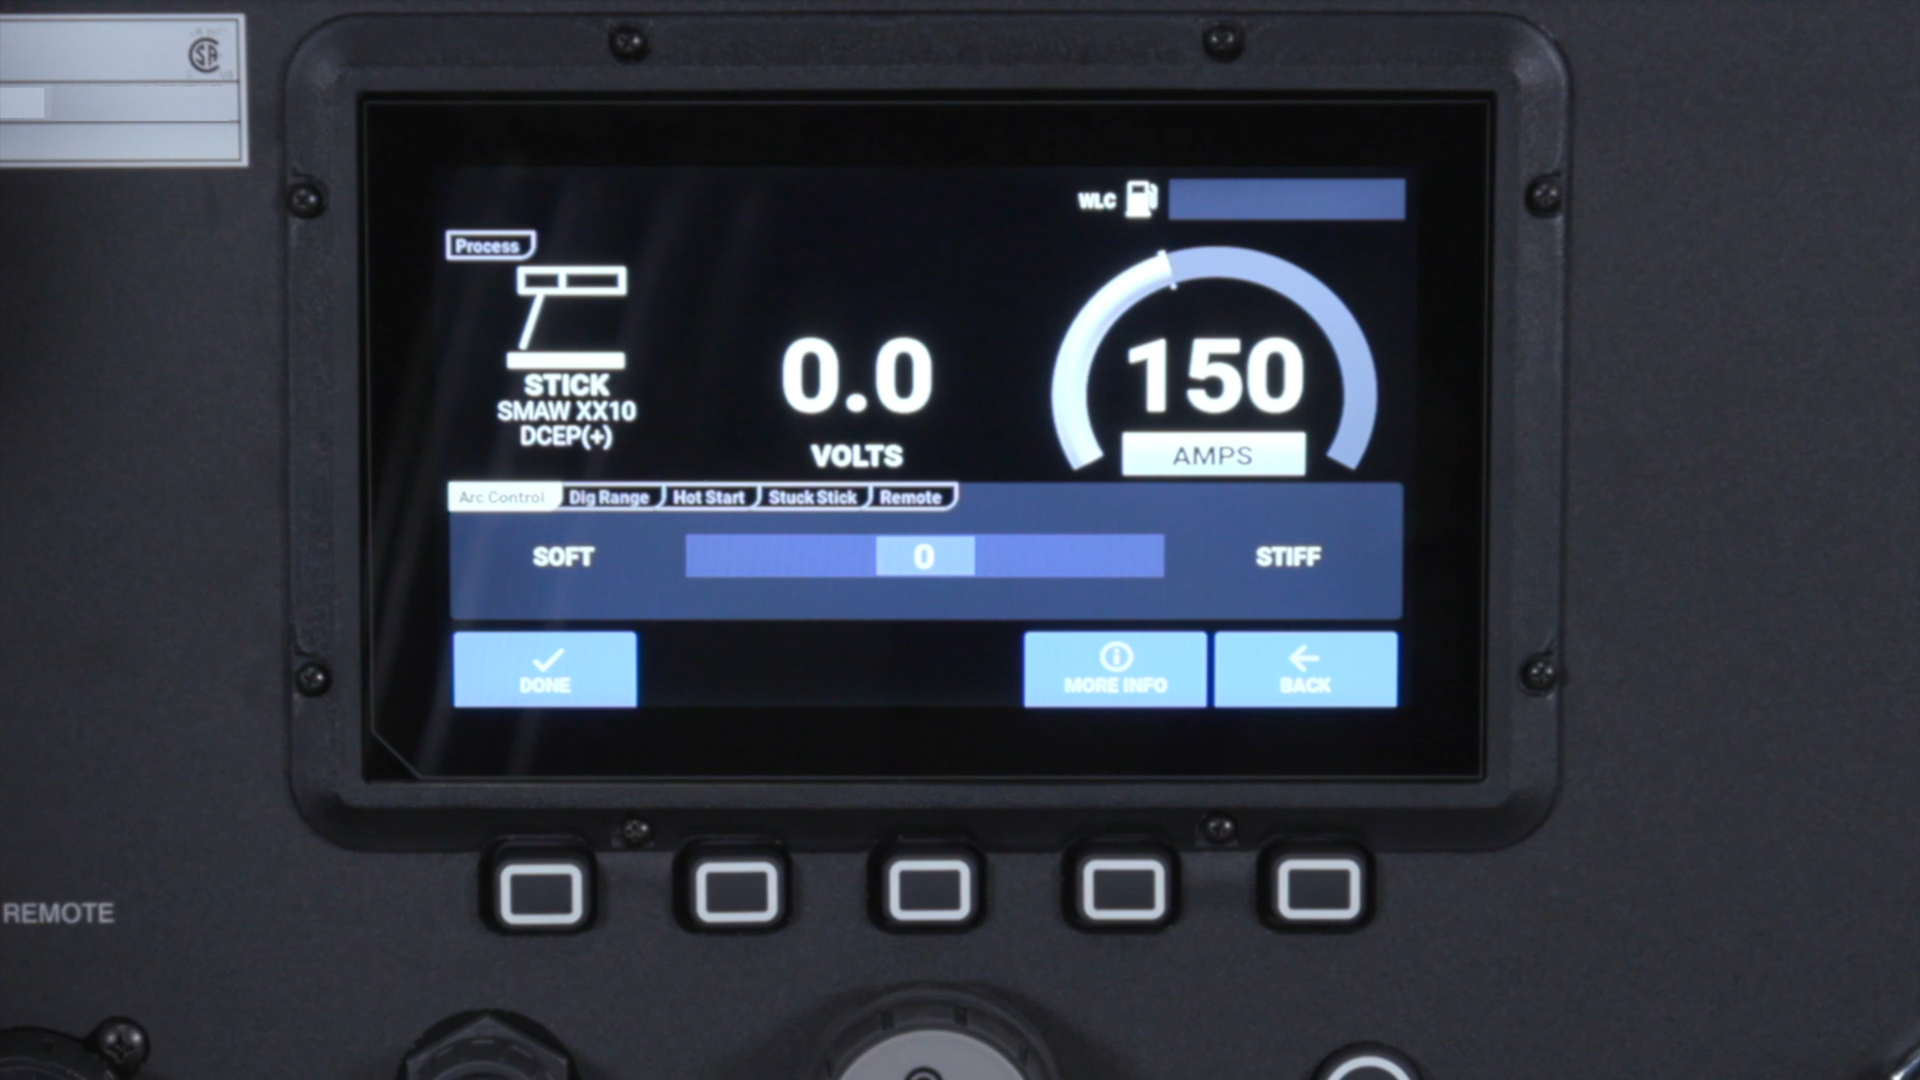 WLC
Process
STICK
SMAW XX10
DCEP(+)
0.0
VOLTS
150
AMPS
Arc Control Dig Range Hot Start Stuck Stick Remote
SOFT 0 STIFF
DONE MORE INFO BACK
REMOTE